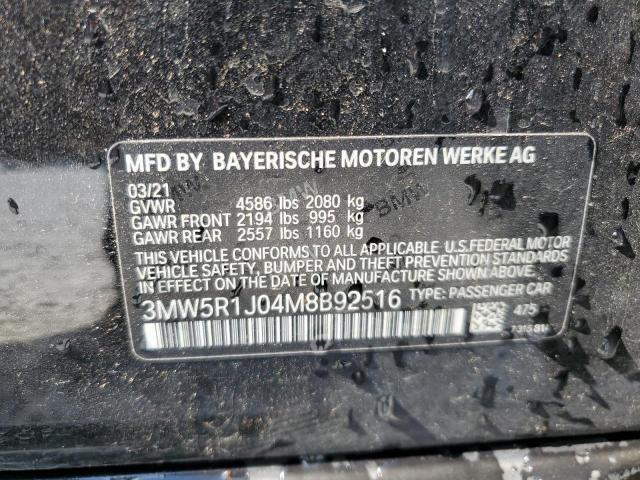 MFD BY BAYERISCHE MOTOREN WERKE AG
03/21
GVWR 4586 lbs 2080 kg
GAWR FRONT 2194 lbs 995 kg
GAWR REAR 2557 lbs 1160 kg
THIS VEHICLE CONFORMS TO ALL APPLICABLE U.S.FEDERAL MOTOR
VEHICLE SAFETY, BUMPER AND THEFT PREVENTION STANDARDS
IN EFFECT ON THE DATE OF MANUFACTURE SHOWN ABOVE.
3MW5R1J04M8B92516 TYPE: PASSENGER CAR
475
BMW
BMW